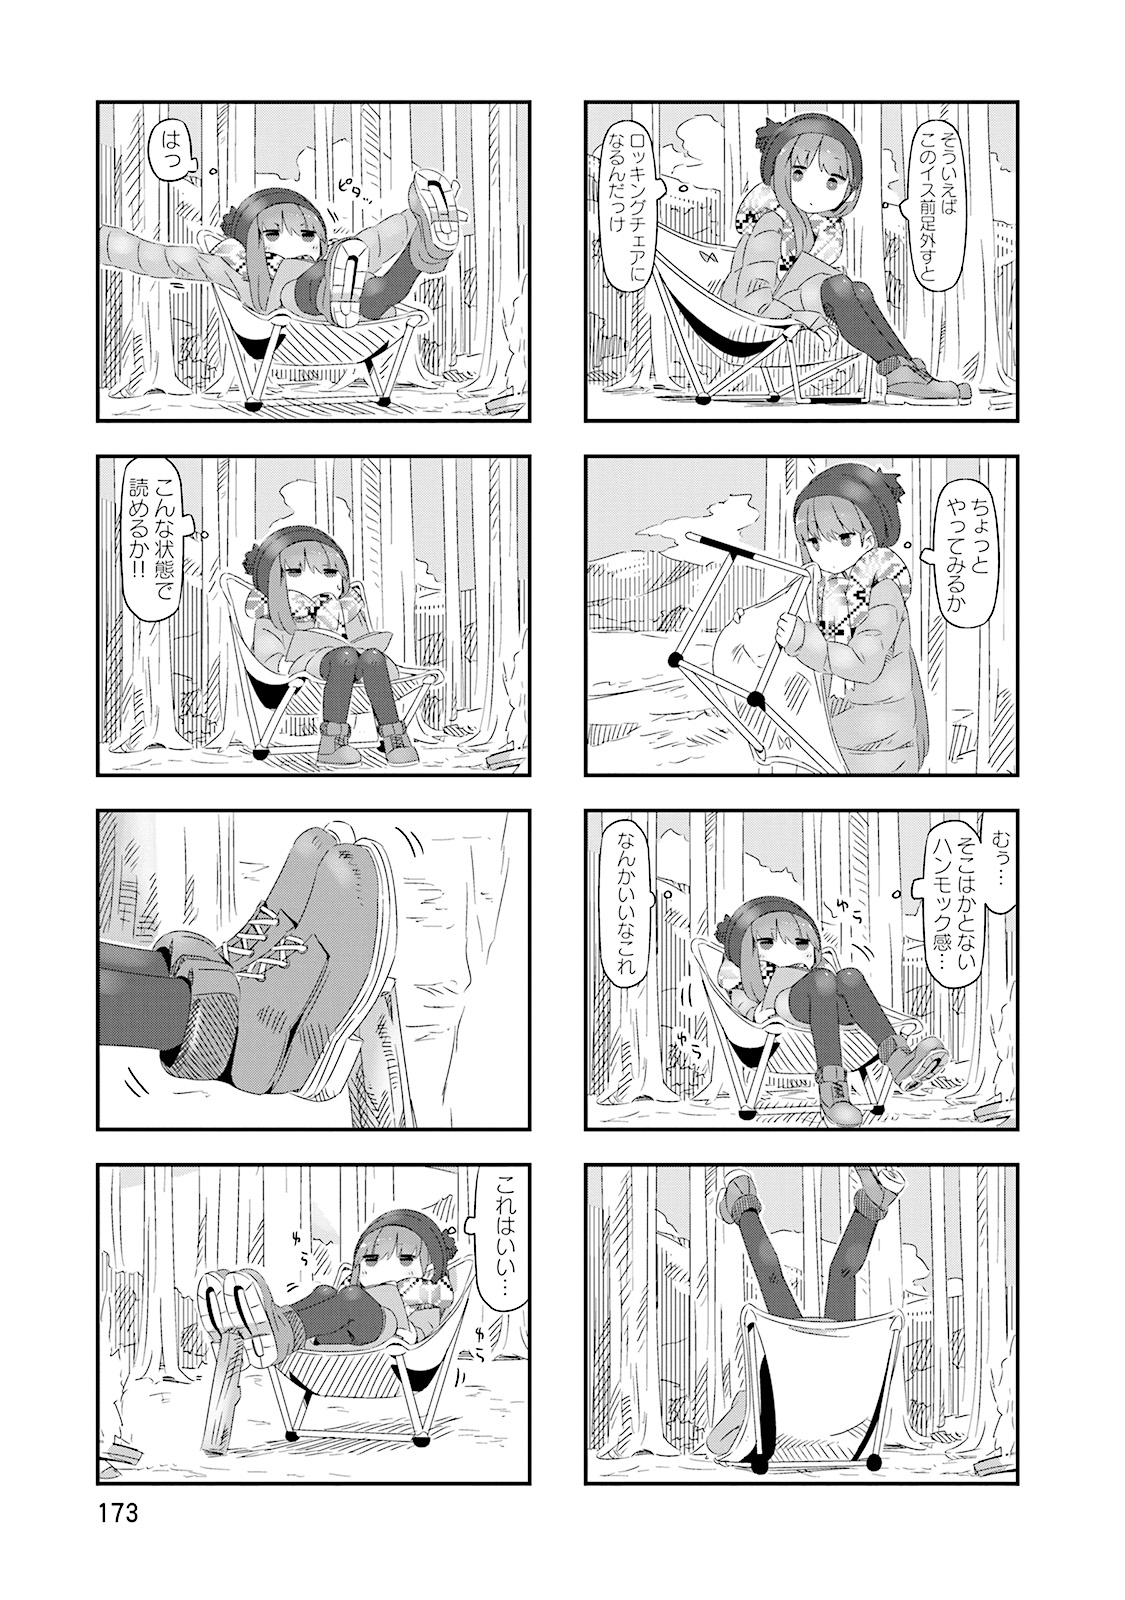 そういえば
このイス前足外すと
ロッキングチェアに
なるんだっけ
ちょっと
やってみるか
むぅ…
そこはかとない
ハンモック感…
ゆら
ゆら
なんかいいなこれ
はっ
ピタ…
こんな状態で
読めるか!!
これはいい…
ゆら
ゆら
173